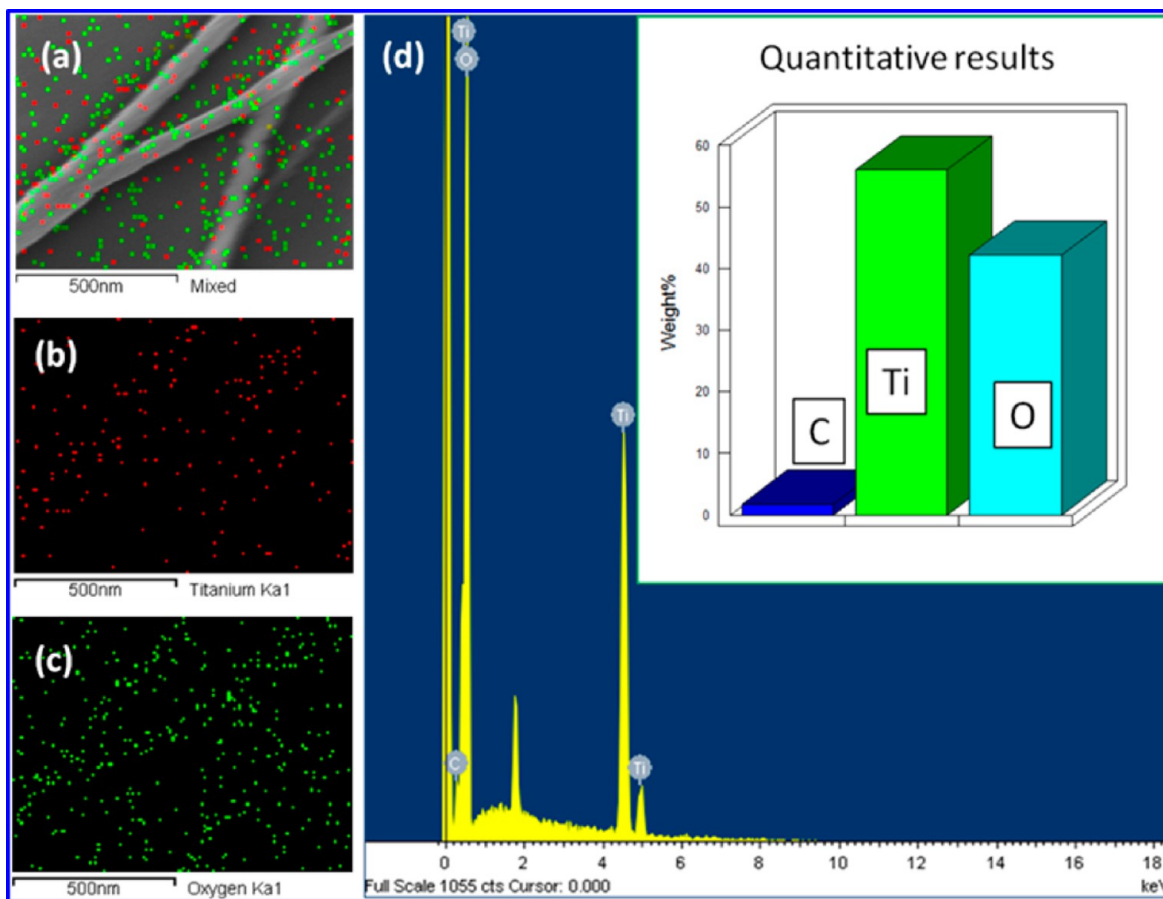 (a)
500nm Mixed
(b)
500nm Titanium Ka1
(c)
500nm Oxygen Ka1
(d)
Ti
O
C
Ti
Ti
0 2 4 6 8 10 12 14 16 18
Full Scale 1055 cts Cursor: 0.000 keV
Quantitative results
Weight%
60
50
40
30
20
10
0
C
Ti
O